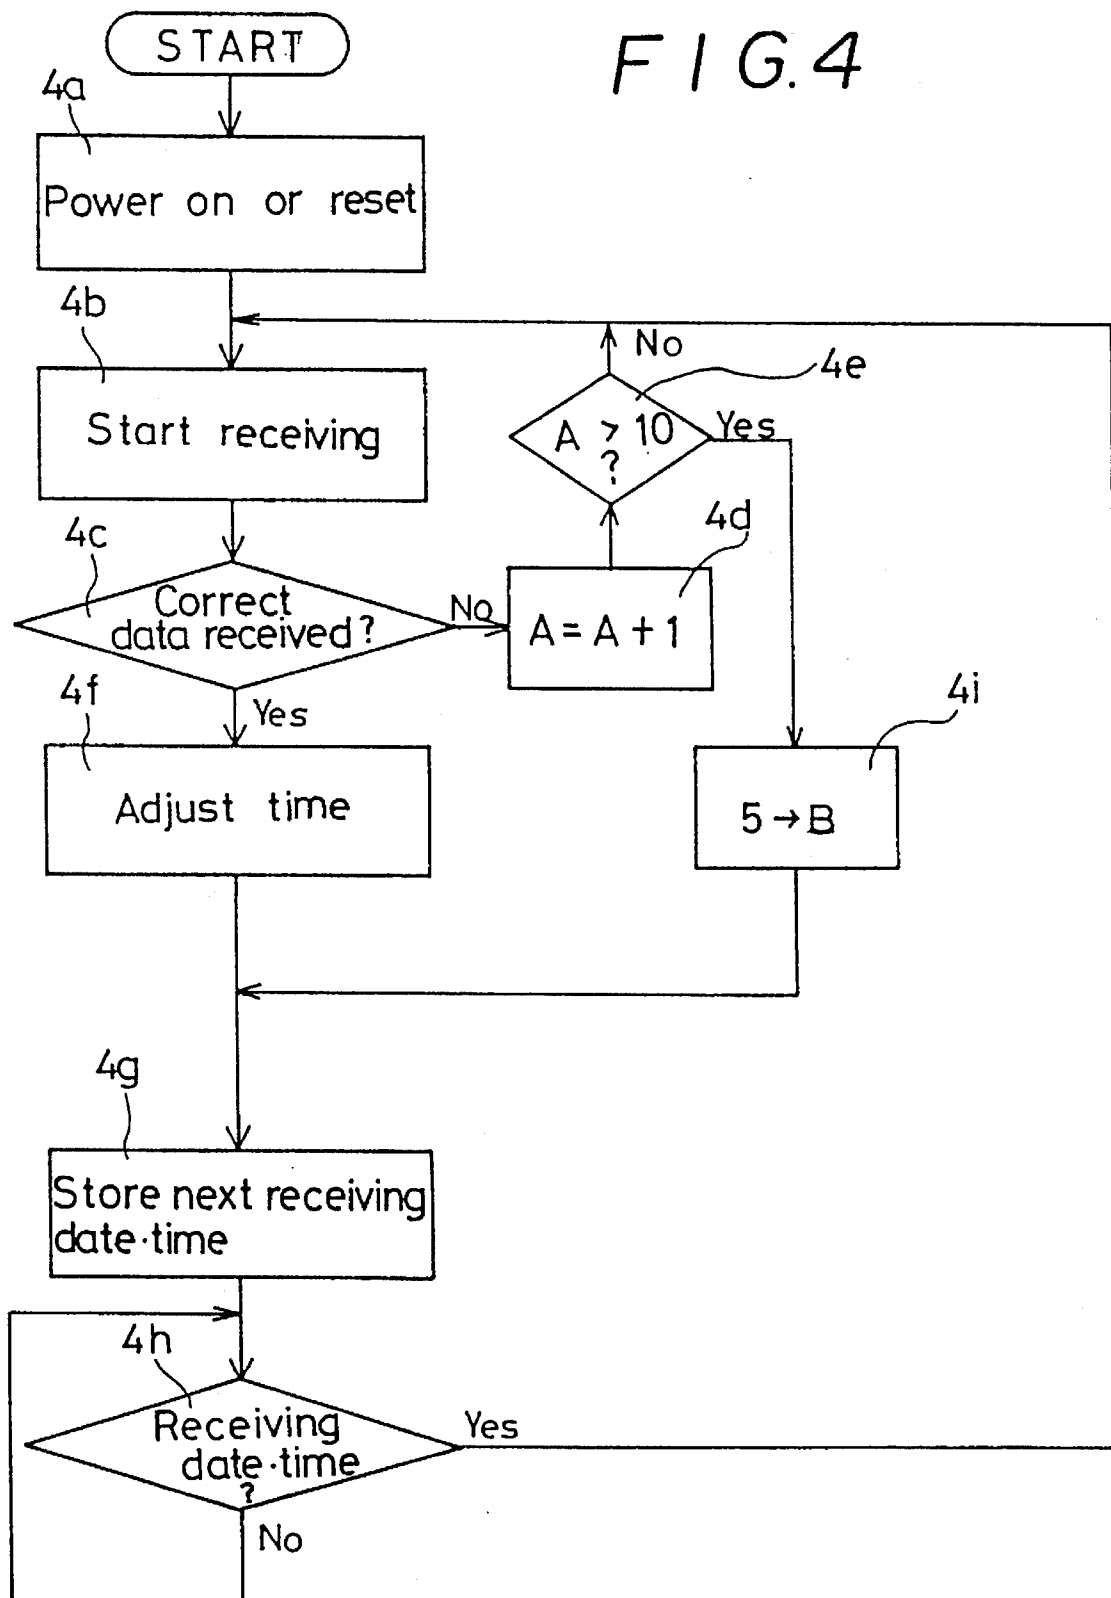 START
FIG.4
4a
Power on or reset
4b
Start receiving
No
4e
A > 10
?
Yes
4c
Correct
data received?
No
4d
A = A + 1
4f
Yes
Adjust time
4i
5→B
4g
Store next receiving
date·time
4h
Receiving
date·time
?
Yes
No